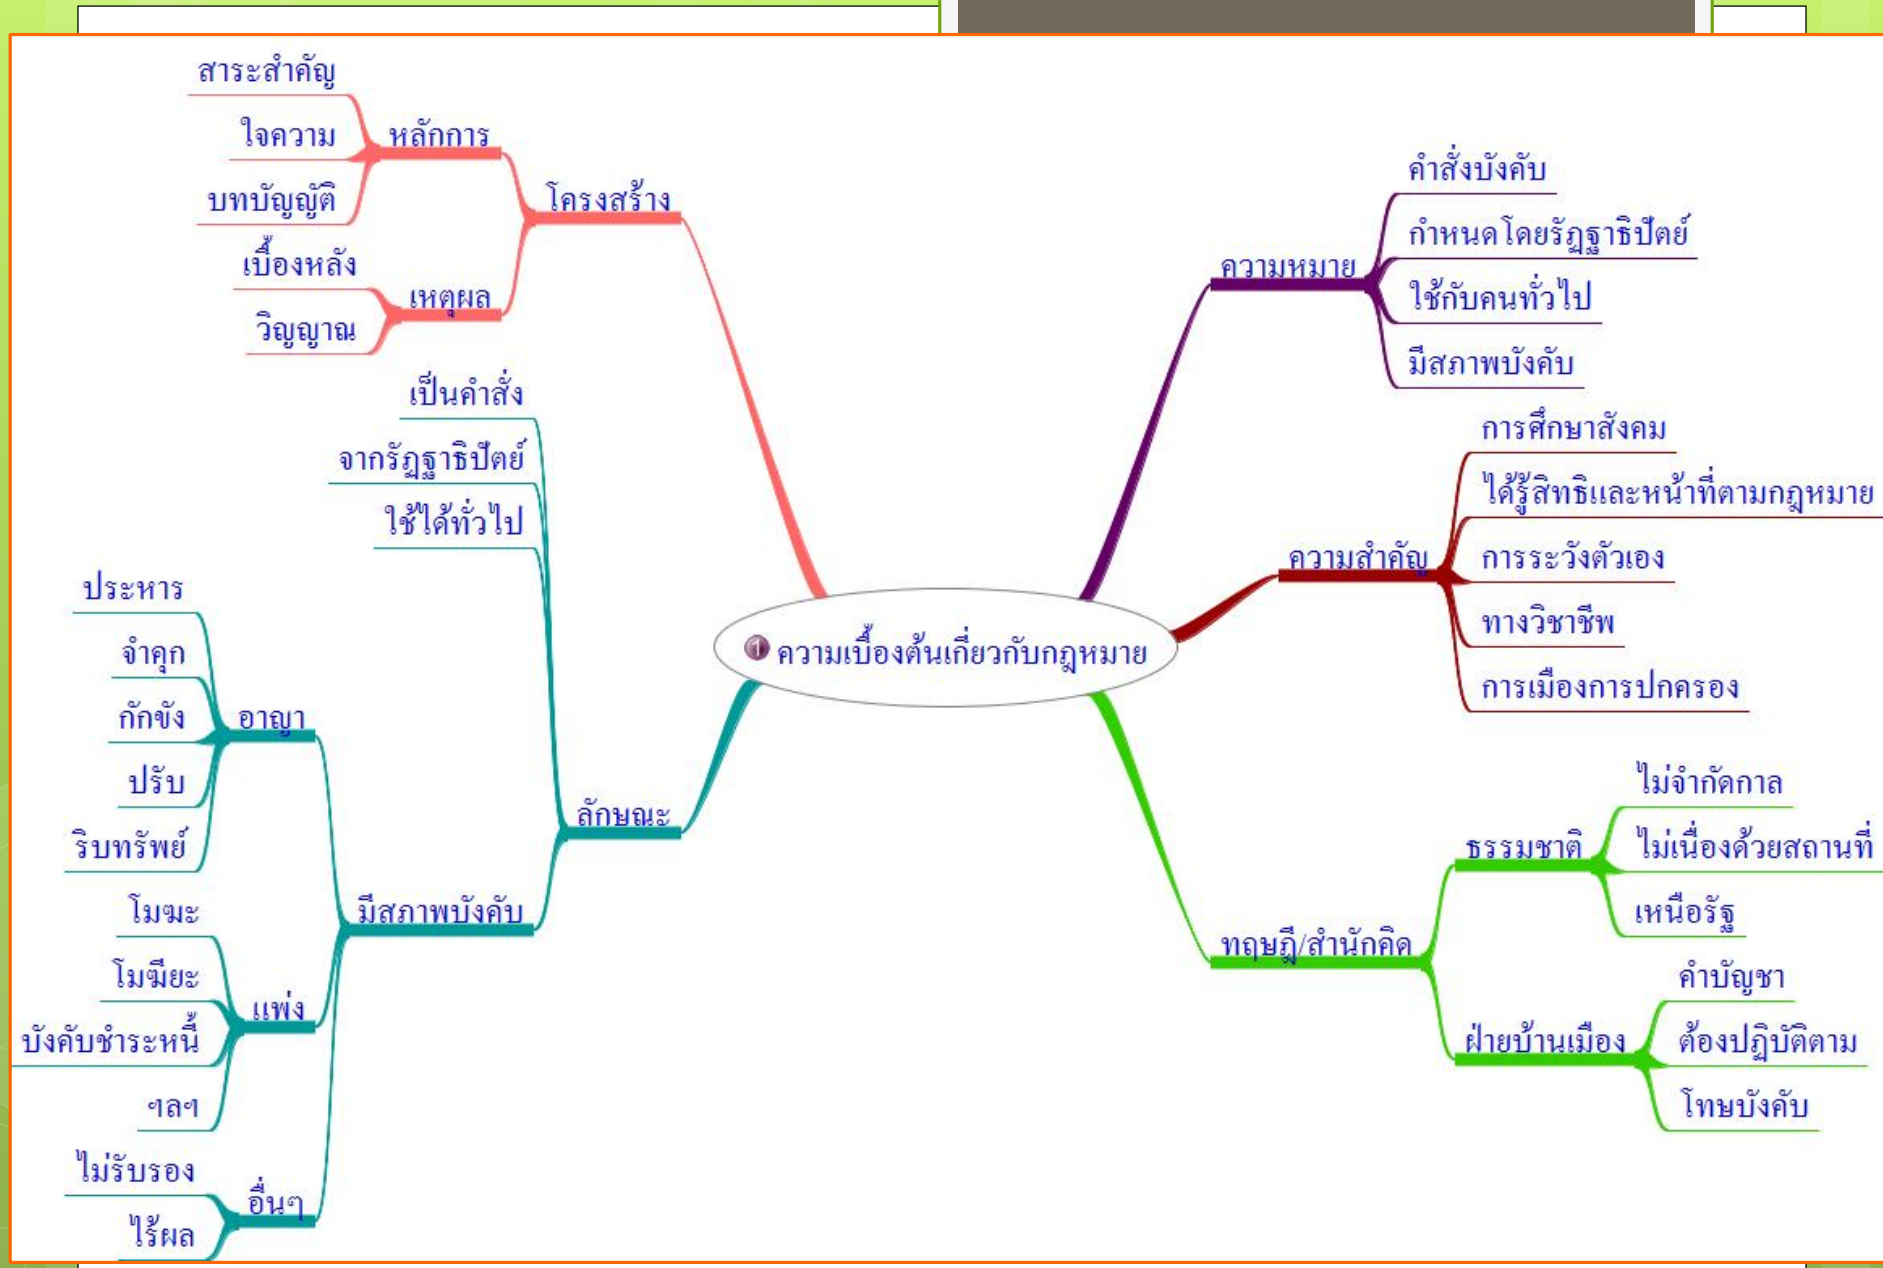 สาระสำคัญ
ใจความ
บทบัญญัติ
หลักการ
เบื้องหลัง
วิญญาณ
เหตุผล
โครงสร้าง
เป็นคำสั่ง
จากรัฏฐาธิปัตย์
ใช้ได้ทั่วไป
ประหาร
จำคุก
กักขัง
ปรับ
ริบทรัพย์
อาญา
โมฆะ
โมฆียะ
บังคับชำระหนี้
ฯลฯ
แพ่ง
ไม่รับรอง
ไร้ผล
อื่นๆ
มีสภาพบังคับ
ลักษณะ
1 ความเบื้องต้นเกี่ยวกับกฎหมาย
ความหมาย
คำสั่งบังคับ
กำหนดโดยรัฏฐาธิปัตย์
ใช้กับคนทั่วไป
มีสภาพบังคับ
ความสำคัญ
การศึกษาสังคม
ได้รู้สิทธิและหน้าที่ตามกฎหมาย
การระวังตัวเอง
ทางวิชาชีพ
การเมืองการปกครอง
ทฤษฎี/สำนักคิด
ธรรมชาติ
ไม่จำกัดกาล
ไม่เนื่องด้วยสถานที่
เหนือรัฐ
ฝ่ายบ้านเมือง
คำบัญชา
ต้องปฏิบัติตาม
โทษบังคับ